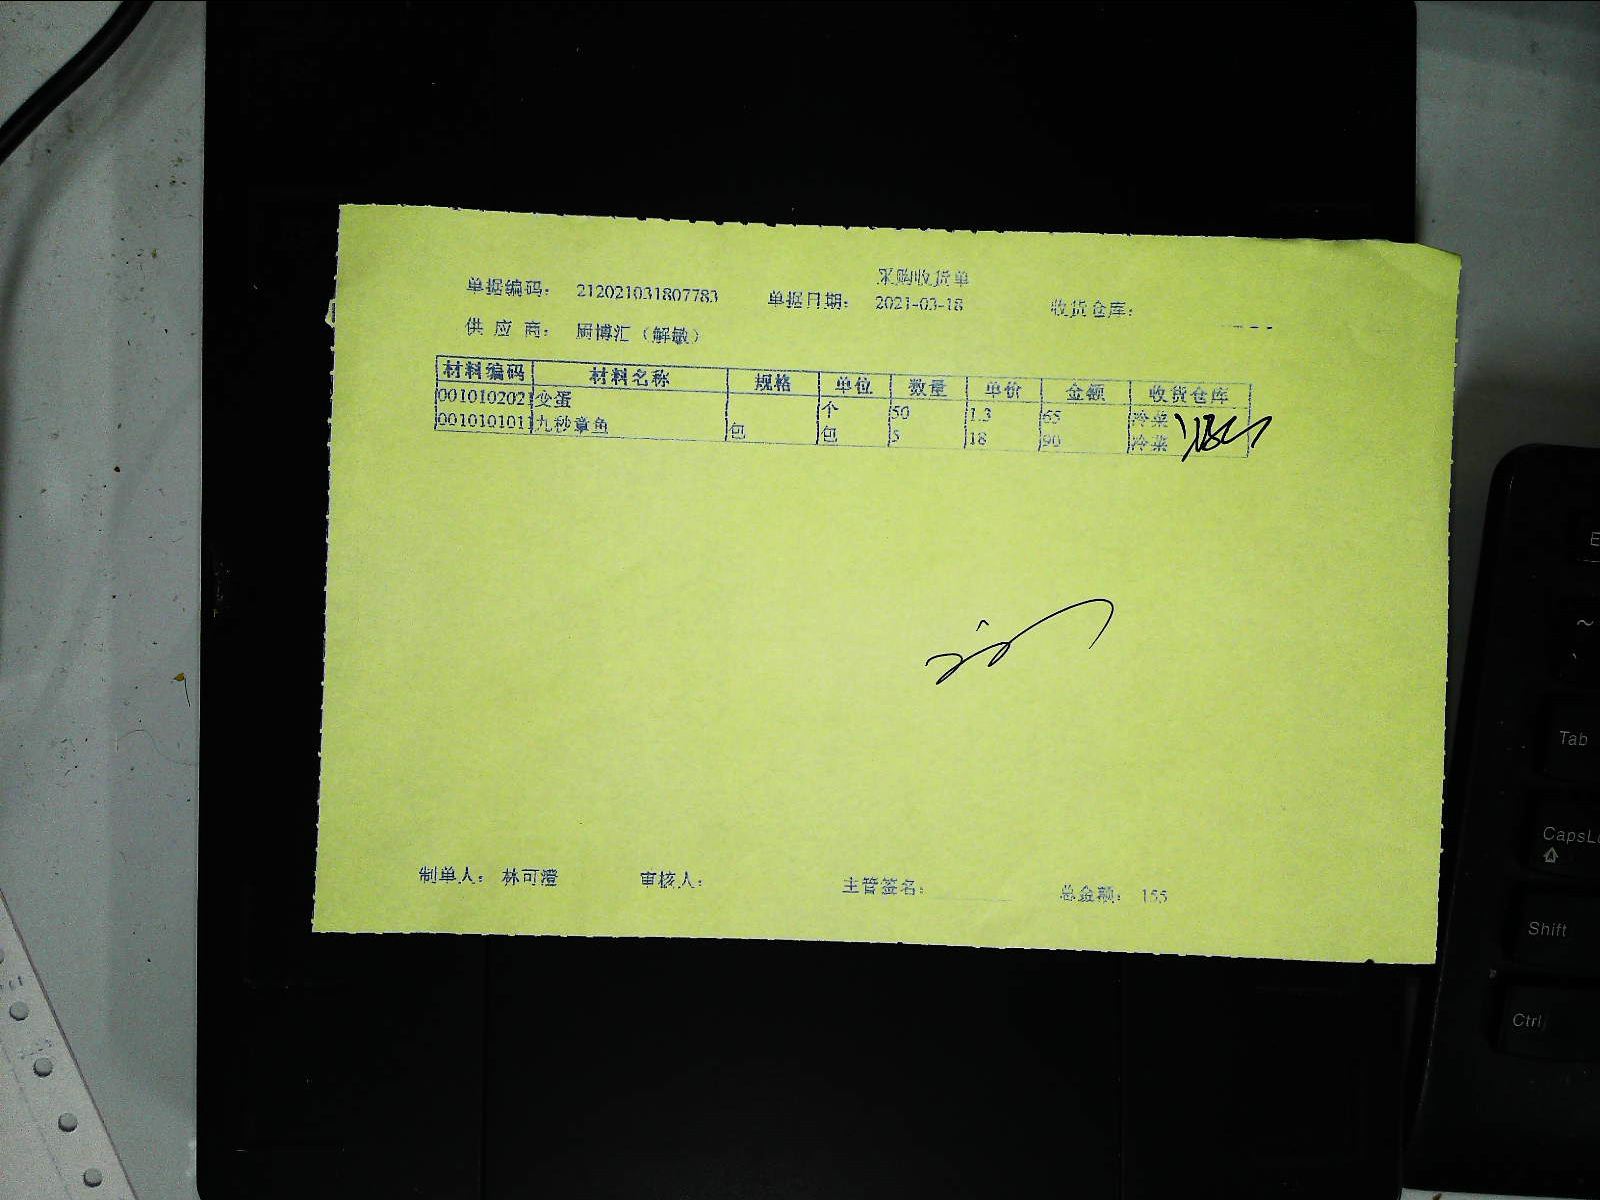 采购收货单
单据编码： 212021031807783 单据日期： 2021-03-18 收货仓库：
供 应 商： 厨博汇（解敏）
材料编码 材料名称 规格 单位 数量 单价 金额 收货仓库
0010102021 变蛋 个 50 1.3 65 冷菜
0010101011 九秒章鱼 包 包 5 18 90 冷菜
制单人： 林可澄 审核人： 主管签名： 总金额： 155
E
~
Tab
CapsLo
Shift
Ctrl